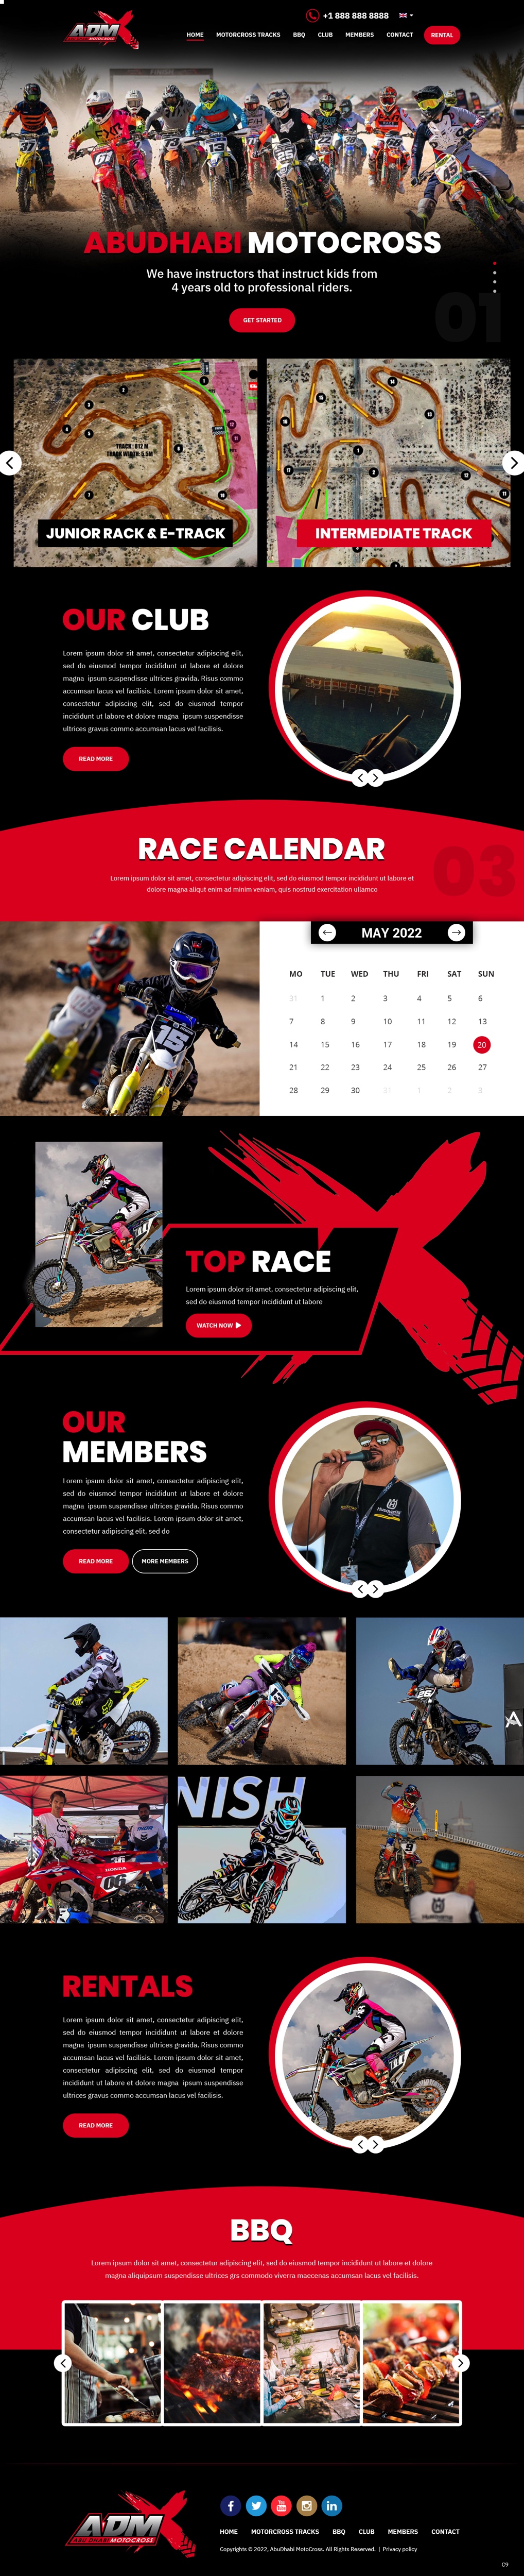 ADMX
ABU DHABI MOTOCROSS
+1 888 888 8888
HOME MOTORCROSS TRACKS BBQ CLUB MEMBERS CONTACT RENTAL
ABUDHABI MOTOCROSS
We have instructors that instruct kids from
4 years old to professional riders.
01
GET STARTED
TRACK : 812 M
TRACK WIDTH: 5.5M
JUNIOR RACK & E-TRACK
INTERMEDIATE TRACK
OUR CLUB
Lorem ipsum dolor sit amet, consectetur adipiscing elit,
sed do eiusmod tempor incididunt ut labore et dolore
magna ipsum suspendisse ultrices gravida. Risus commo
accumsan lacus vel facilisis. Lorem ipsum dolor sit amet,
consectetur adipiscing elit, sed do eiusmod tempor
incididunt ut labore et dolore magna ipsum suspendisse
ultrices gravus commo accumsan lacus vel facilisis.
READ MORE
RACE CALENDAR
03
Lorem ipsum dolor sit amet, consectetur adipiscing elit, sed do eiusmod tempor incididunt ut labore et
dolore magna aliqut enim ad minim veniam, quis nostrud exercitation ullamco
MAY 2022
MO TUE WED THU FRI SAT SUN
31 1 2 3 4 5 6
7 8 9 10 11 12 13
14 15 16 17 18 19 20
21 22 23 24 25 26 27
28 29 30 31 1 2 3
15
TOP RACE
Lorem ipsum dolor sit amet, consectetur adipiscing elit,
sed do eiusmod tempor incididunt ut labore
WATCH NOW
OUR
MEMBERS
Lorem ipsum dolor sit amet, consectetur adipiscing elit,
sed do eiusmod tempor incididunt ut labore et dolore
magna ipsum suspendisse ultrices gravida. Risus commo
accumsan lacus vel facilisis. Lorem ipsum dolor sit amet,
consectetur adipiscing elit, sed do
READ MORE MORE MEMBERS
Husqvarna
NISH
HONDA
06
RENTALS
Lorem ipsum dolor sit amet, consectetur adipiscing elit,
sed do eiusmod tempor incididunt ut labore et dolore
magna ipsum suspendisse ultrices gravida. Risus commo
accumsan lacus vel facilisis. Lorem ipsum dolor sit amet,
consectetur adipiscing elit, sed do eiusmod tempor
incididunt ut labore et dolore magna ipsum suspendisse
ultrices gravus commo accumsan lacus vel facilisis.
READ MORE
BBQ
Lorem ipsum dolor sit amet, consectetur adipiscing elit, sed do eiusmod tempor incididunt ut labore et dolore
magna aliquipsum suspendisse ultrices grs commodo viverra maecenas accumsan lacus vel facilisis.
ADMX
ABU DHABI MOTOCROSS
HOME MOTORCROSS TRACKS BBQ CLUB MEMBERS CONTACT
Copyrights © 2022, AbuDhabi MotoCross. All Rights Reserved. | Privacy policy
C9